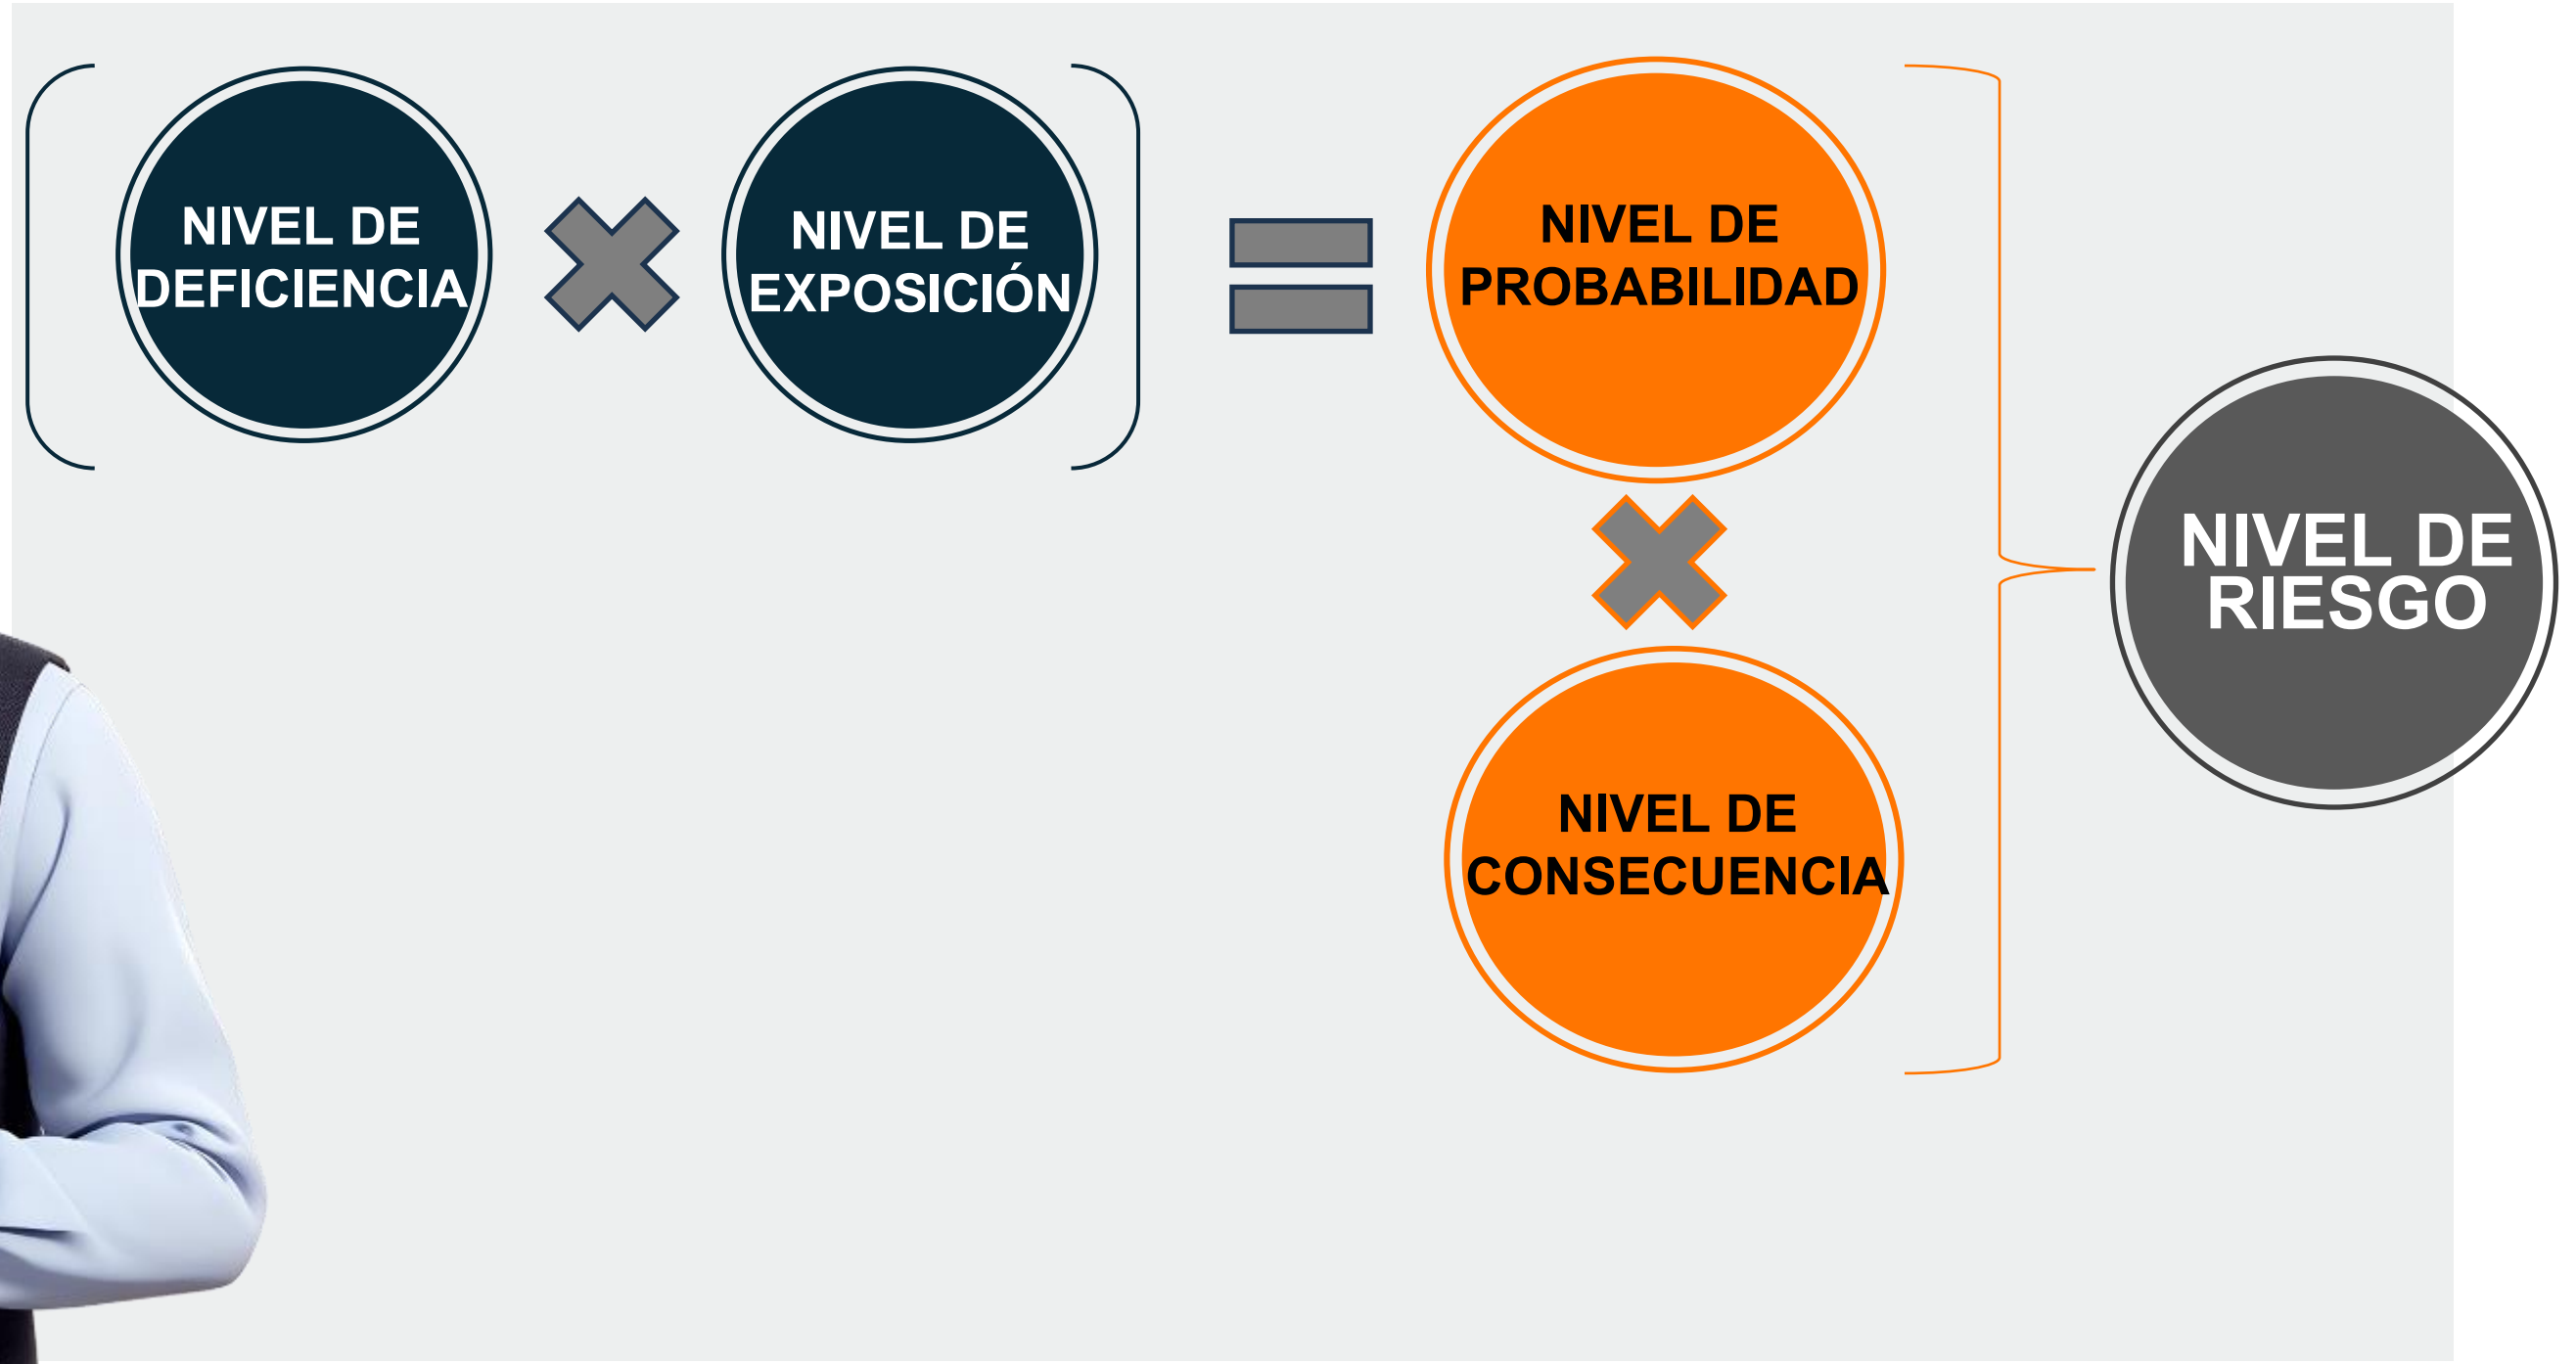 NIVEL DE
DEFICIENCIA
NIVEL DE
EXPOSICIÓN
NIVEL DE
PROBABILIDAD
NIVEL DE
CONSECUENCIA
NIVEL DE
RIESGO